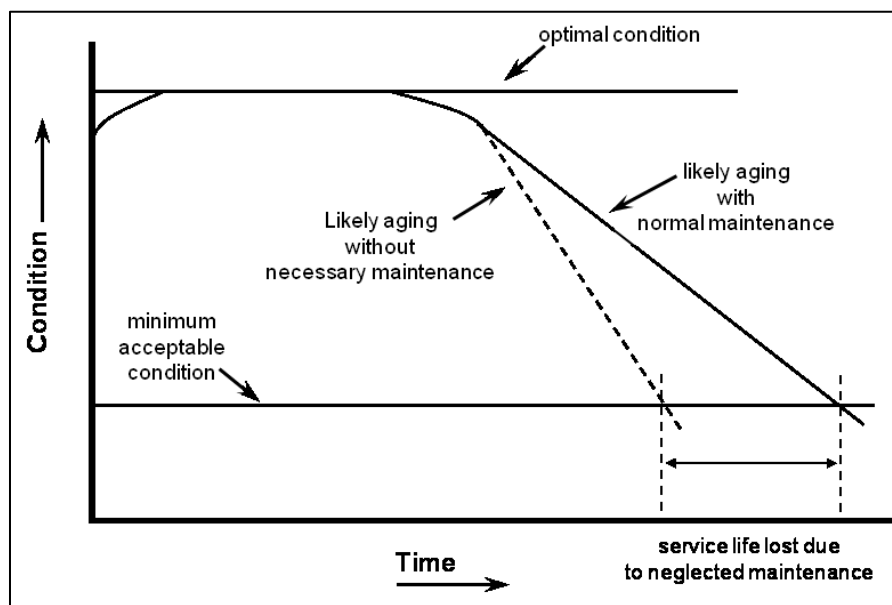 optimal condition
Condition
likely aging
with
normal maintenance
Likely aging
without
necessary maintenance
minimum
acceptable
condition
Time
service life lost due
to neglected maintenance